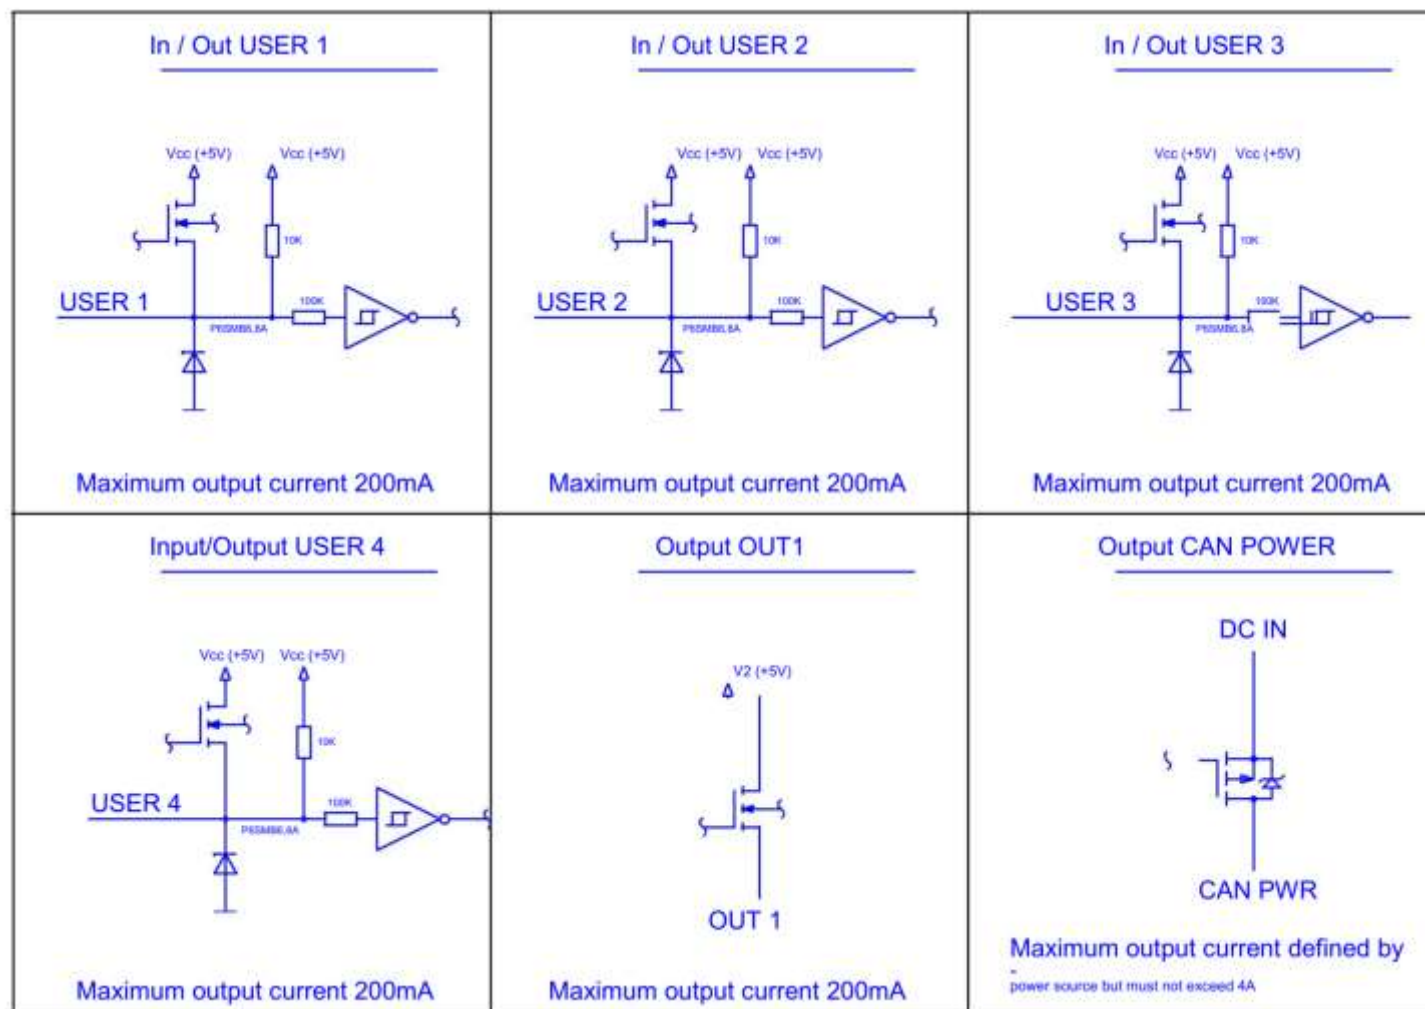 In / Out USER 1
Vcc (+5V) Vcc (+5V)
10K
USER 1
100K
P6SMB6,8A
Maximum output current 200mA
In / Out USER 2
Vcc (+5V) Vcc (+5V)
10K
USER 2
100K
P6SMB6,8A
Maximum output current 200mA
In / Out USER 3
Vcc (+5V) Vcc (+5V)
10K
USER 3
100K
P6SMB6,8A
Maximum output current 200mA
Input/Output USER 4
Vcc (+5V) Vcc (+5V)
10K
USER 4
100K
P6SMB6,8A
Maximum output current 200mA
Output OUT1
V2 (+5V)
OUT 1
Maximum output current 200mA
Output CAN POWER
DC IN
CAN PWR
Maximum output current defined by
-
power source but must not exceed 4A